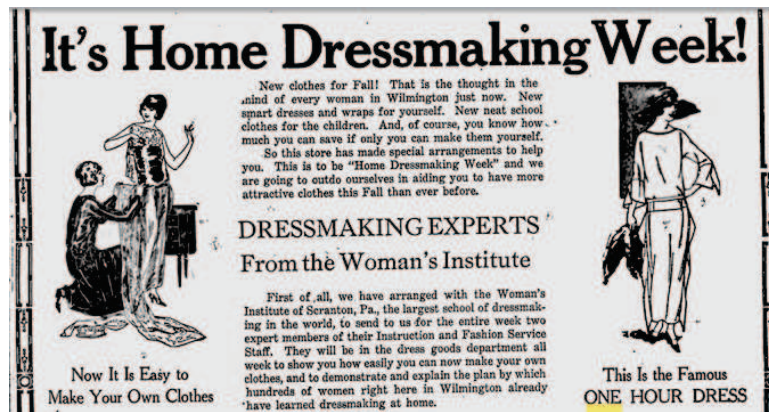 It's Home Dressmaking Week!
New clothes for Fall! That is the thought in the
mind of every woman in Wilmington just now. New
smart dresses and wraps for yourself. New neat school
clothes for the children. And, of course, you know how
much you can save if only you can make them yourself.
So this store has made special arrangements to help
you. This is to be "Home Dressmaking Week" and we
are going to outdo ourselves in aiding you to have more
attractive clothes this Fall than ever before.
DRESSMAKING EXPERTS
From the Woman's Institute
First of all, we have arranged with the Woman's
Institute of Scranton, Pa., the largest school of dressmak-
ing in the world, to send to us for the entire week two
expert members of their Instruction and Fashion Service
Staff. They will be in the dress goods department all
week to show you how easily you can now make your own
clothes, and to demonstrate and explain the plan by which
hundreds of women right here in Wilmington already
have learned dressmaking at home.
Now It Is Easy to
Make Your Own Clothes
This Is the Famous
ONE HOUR DRESS